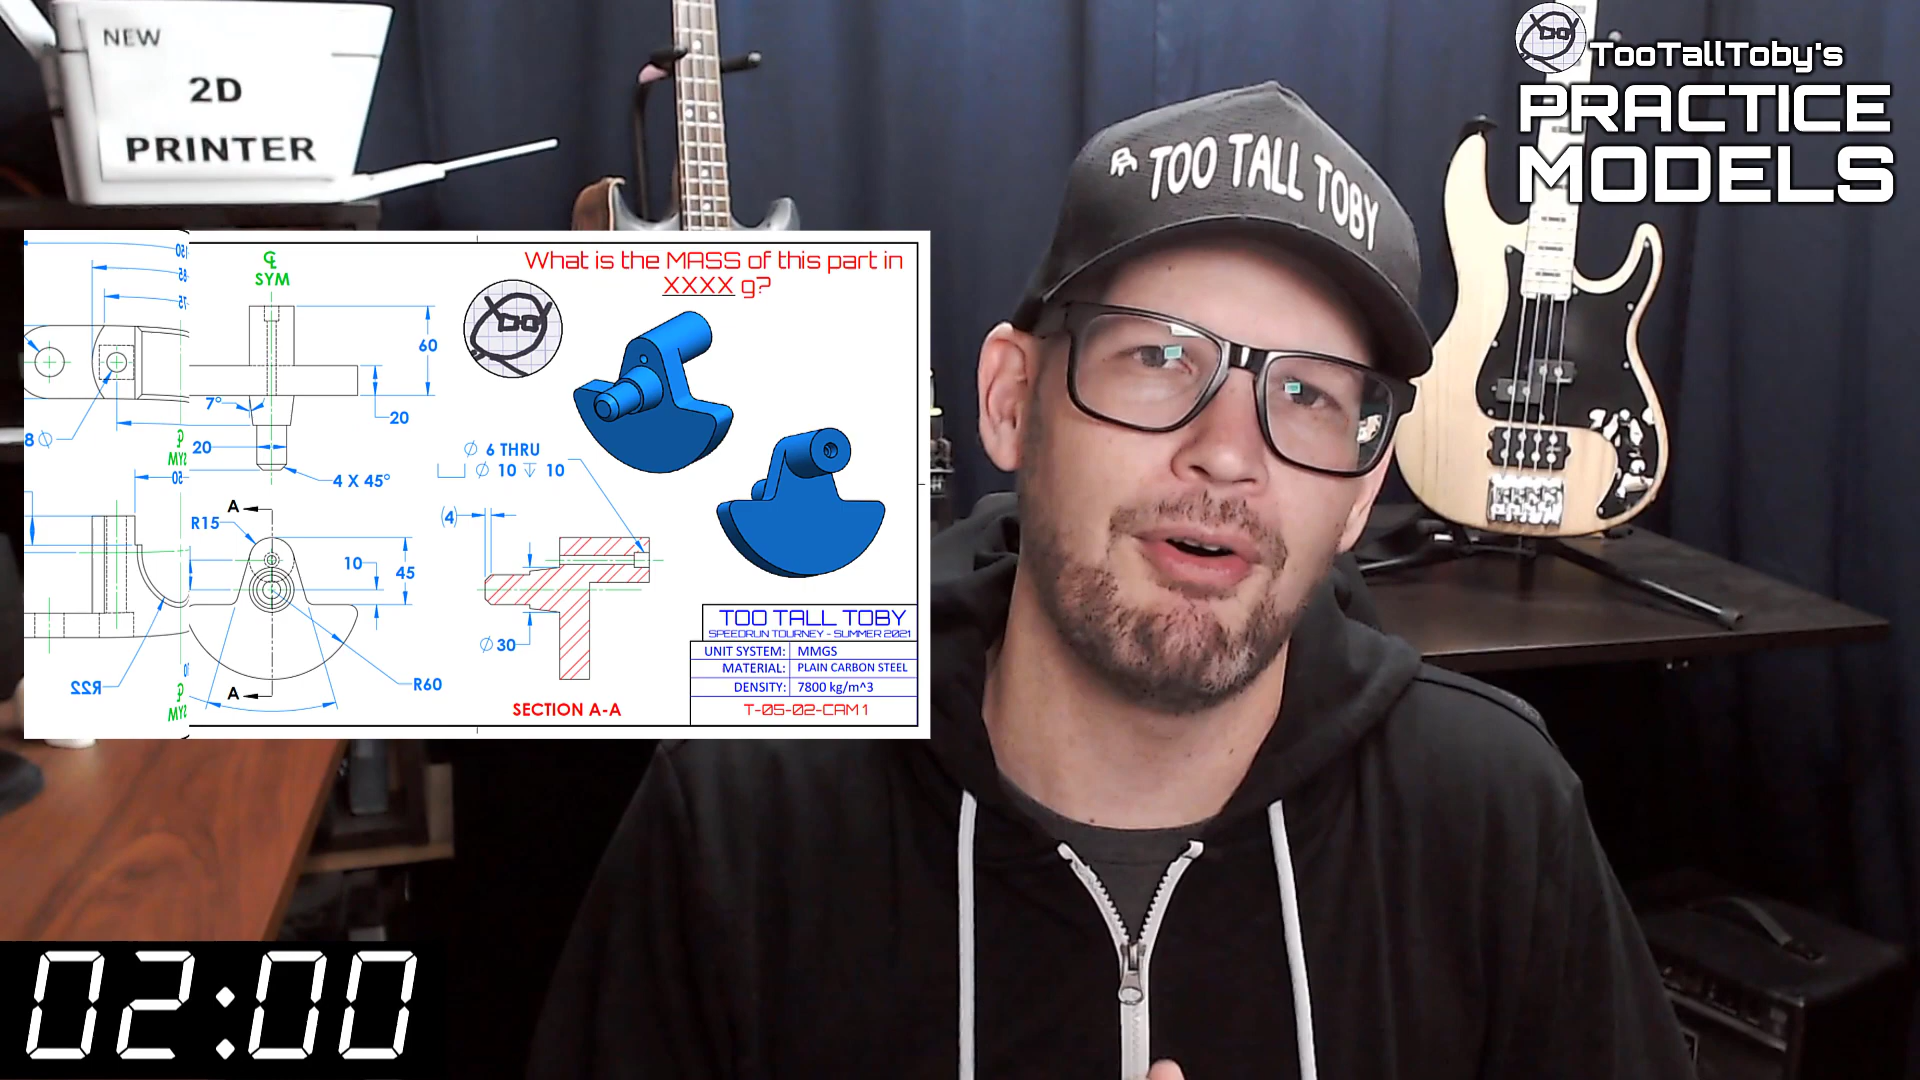 NEW
2D
PRINTER
TooTallToby's
PRACTICE
MODELS
TOO TALL TOBY
What is the MASS of this part in
XXXX g?
℄
SYM
60
20
7°
20
4 X 45°
8 ∅
∅ 6 THRU
⌴ ∅ 10 ↧ 10
(4)
A
R15
10
45
∅ 30
R22
A
R60
SECTION A-A
TOO TALL TOBY
SPEEDRUN TOURNEY - SUMMER 2021
UNIT SYSTEM: MMGS
MATERIAL: PLAIN CARBON STEEL
DENSITY: 7800 kg/m^3
T-05-02-CAM 1
02:00